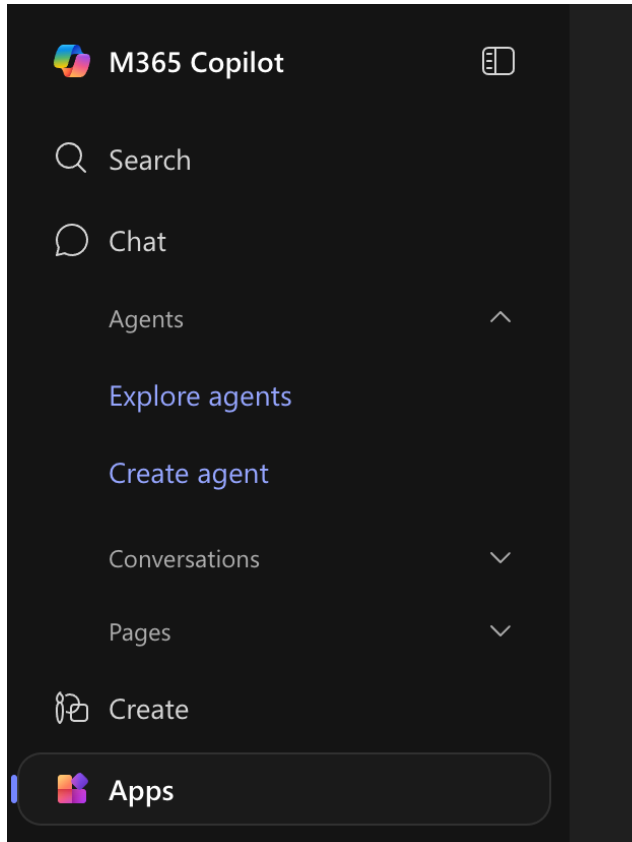 M365 Copilot
Search
Chat
Agents
Explore agents
Create agent
Conversations
Pages
Create
Apps